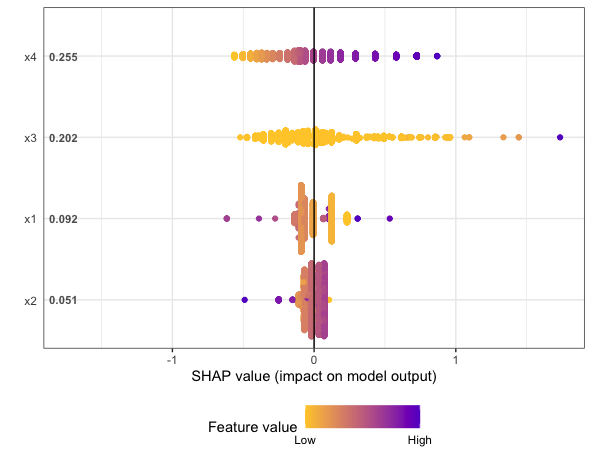 x4 0.255
x3 0.202
x1 0.092
x2 0.051
-1 0 1
SHAP value (impact on model output)
Feature value
Low High